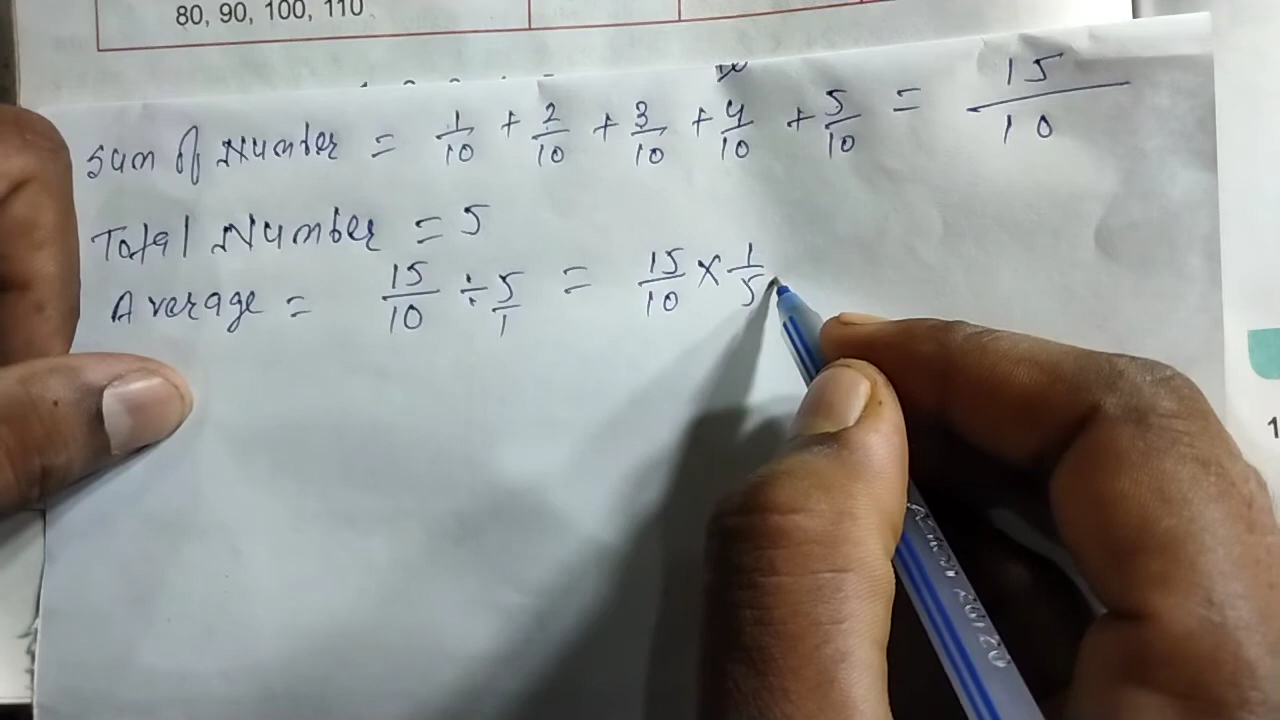 80, 90, 100, 110
Sum of Number = 1/10 + 2/10 + 3/10 + 4/10 + 5/10 = 15/10
Total Number = 5
Average = 15/10 ÷ 5/1 = 15/10 × 1/5
1